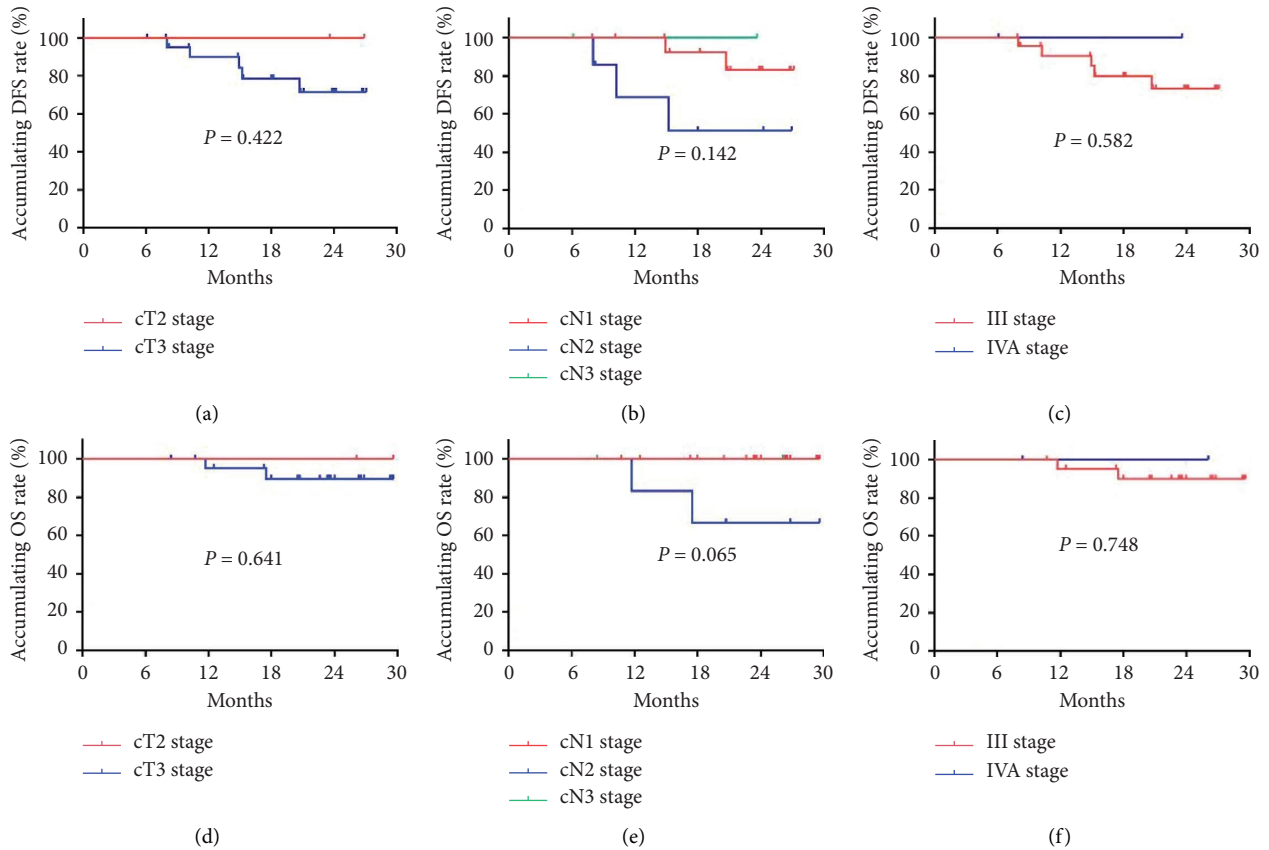 Accumulating DFS rate (%)
100
80
60
40
20
0
P = 0.422
0 6 12 18 24 30
Months
cT2 stage
cT3 stage
(a)
Accumulating DFS rate (%)
100
80
60
40
20
0
P = 0.142
0 6 12 18 24 30
Months
cN1 stage
cN2 stage
cN3 stage
(b)
Accumulating DFS rate (%)
100
80
60
40
20
0
P = 0.582
0 6 12 18 24 30
Months
III stage
IVA stage
(c)
Accumulating OS rate (%)
100
80
60
40
20
0
P = 0.641
0 6 12 18 24 30
Months
cT2 stage
cT3 stage
(d)
Accumulating OS rate (%)
100
80
60
40
20
0
P = 0.065
0 6 12 18 24 30
Months
cN1 stage
cN2 stage
cN3 stage
(e)
Accumulating OS rate (%)
100
80
60
40
20
0
P = 0.748
0 6 12 18 24 30
Months
III stage
IVA stage
(f)